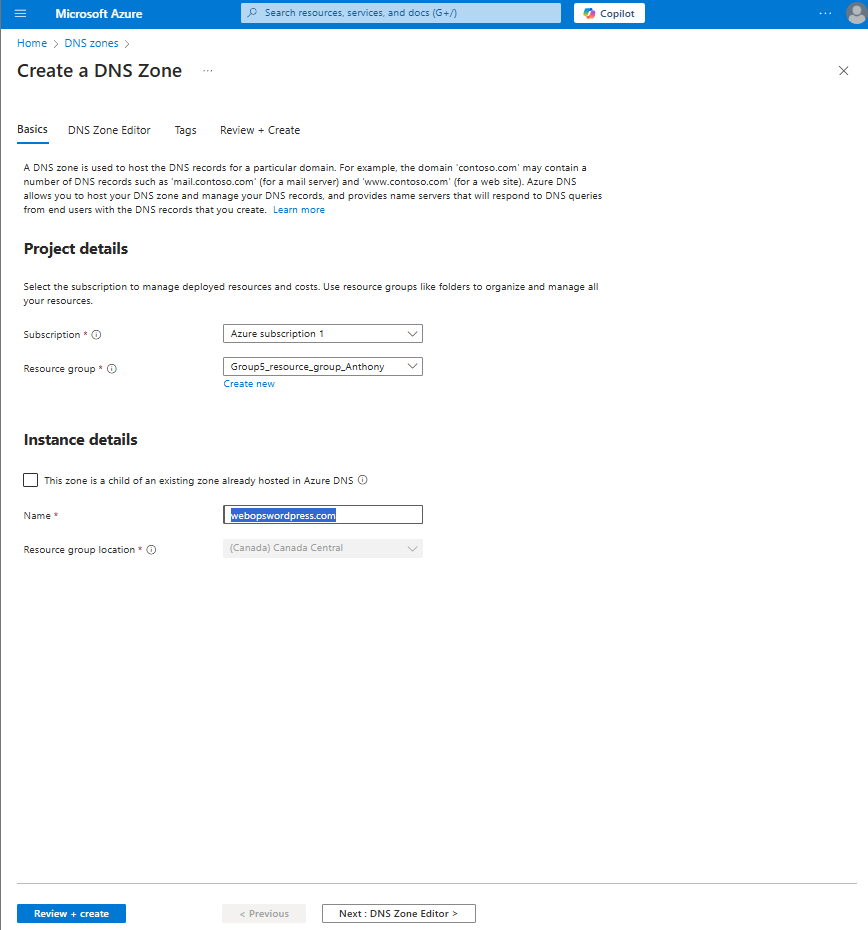 Microsoft Azure
Search resources, services, and docs (G+/)
Copilot
Home > DNS zones >
Create a DNS Zone ...
Basics DNS Zone Editor Tags Review + Create
A DNS zone is used to host the DNS records for a particular domain. For example, the domain 'contoso.com' may contain a
number of DNS records such as 'mail.contoso.com' (for a mail server) and 'www.contoso.com' (for a web site). Azure DNS
allows you to host your DNS zone and manage your DNS records, and provides name servers that will respond to DNS queries
from end users with the DNS records that you create. Learn more
Project details
Select the subscription to manage deployed resources and costs. Use resource groups like folders to organize and manage all
your resources.
Subscription * Azure subscription 1
Resource group * Group5_resource_group_Anthony
Create new
Instance details
This zone is a child of an existing zone already hosted in Azure DNS
Name * webopswordpress.com
Resource group location * (Canada) Canada Central
Review + create
< Previous
Next : DNS Zone Editor >